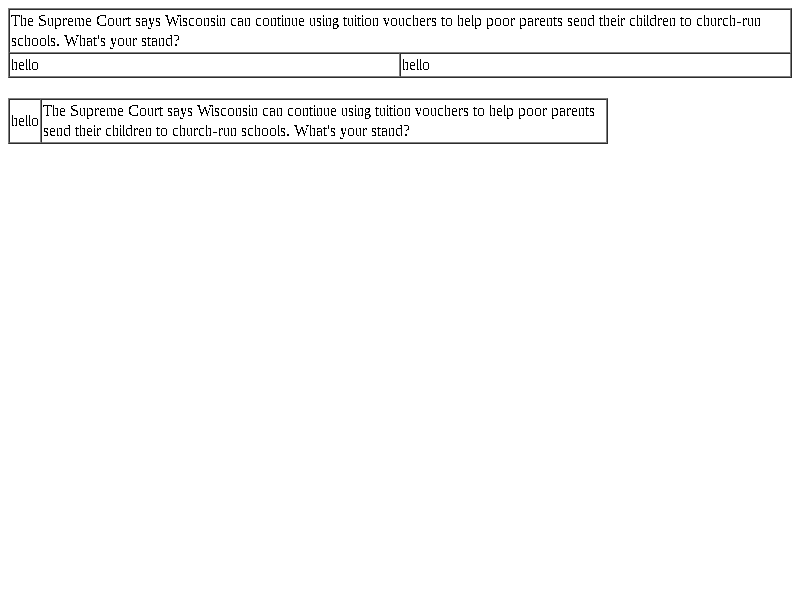 The Supreme Court says Wisconsin can continue using tuition vouchers to help poor parents send their children to church-run
schools. What's your stand?
hello hello
hello The Supreme Court says Wisconsin can continue using tuition vouchers to help poor parents
send their children to church-run schools. What's your stand?